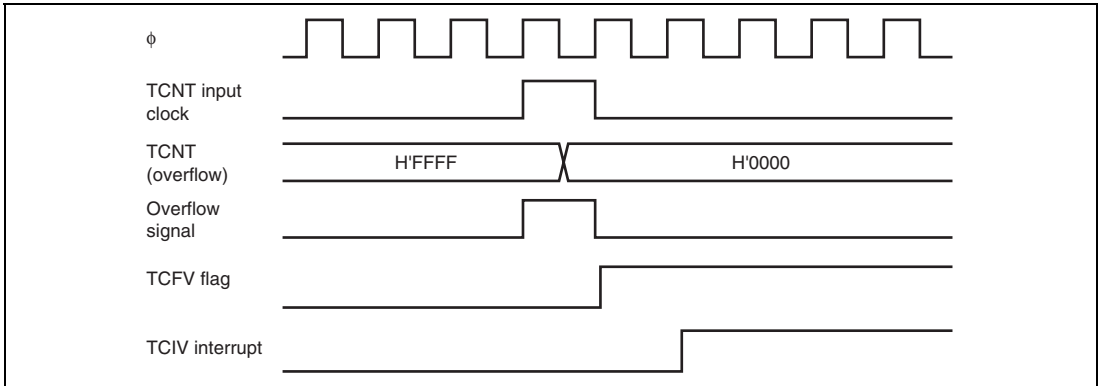 ϕ
TCNT input
clock
TCNT
(overflow)
H'FFFF
H'0000
Overflow
signal
TCFV flag
TCIV interrupt